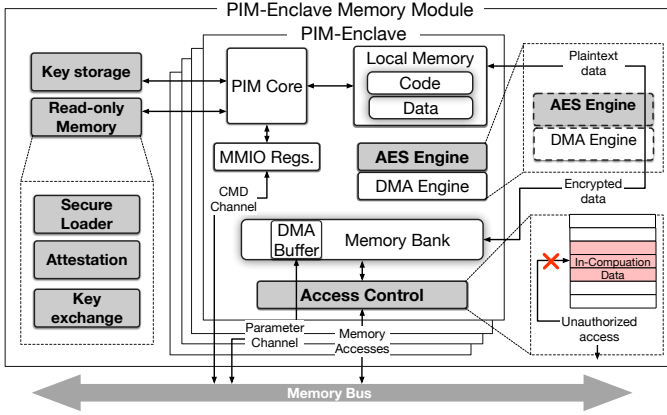 PIM-Enclave Memory Module
PIM-Enclave
Key storage
Read-only
Memory
PIM Core
Local Memory
Code
Data
Plaintext
data
AES Engine
DMA Engine
MMIO Regs.
AES Engine
DMA Engine
CMD
Channel
Encrypted
data
Secure
Loader
Attestation
Key
exchange
DMA
Buffer
Memory Bank
Access Control
In-Compuation
Data
Unauthorized
access
Parameter
Channel
Memory
Accesses
Memory Bus